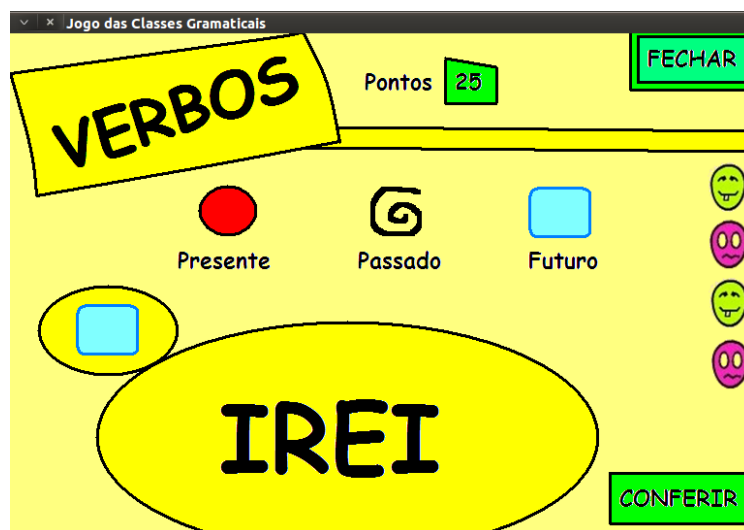 Jogo das Classes Gramaticais
VERBOS
Pontos 25
FECHAR
Presente
Passado
Futuro
IREI
CONFERIR